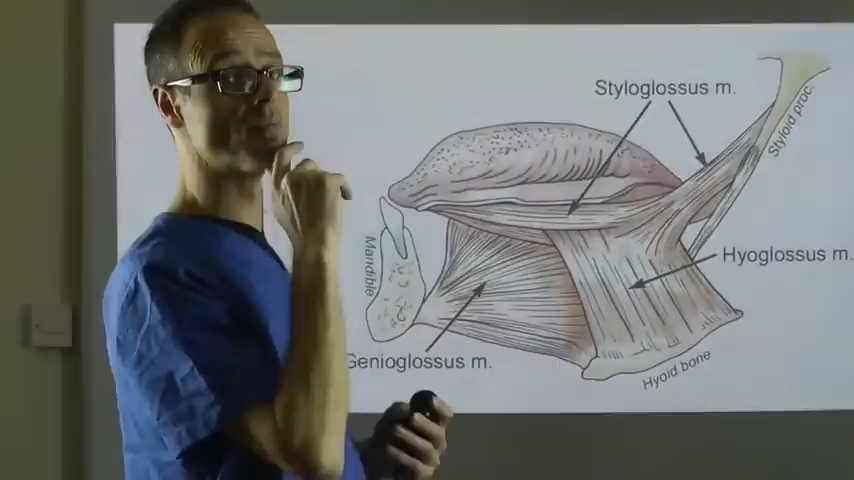 Styloglossus m.
Styloid proc.
Mandible
Hyoglossus m.
Genioglossus m.
Hyoid bone